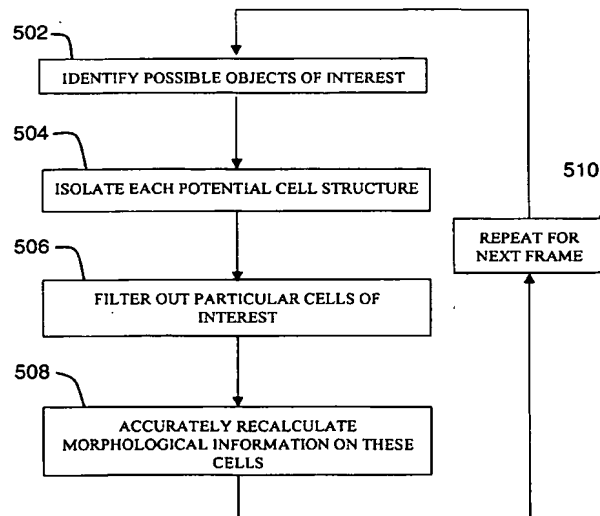 502
IDENTIFY POSSIBLE OBJECTS OF INTEREST
504
ISOLATE EACH POTENTIAL CELL STRUCTURE
510
REPEAT FOR
NEXT FRAME
506
FILTER OUT PARTICULAR CELLS OF
INTEREST
508
ACCURATELY RECALCULATE
MORPHOLOGICAL INFORMATION ON THESE
CELLS